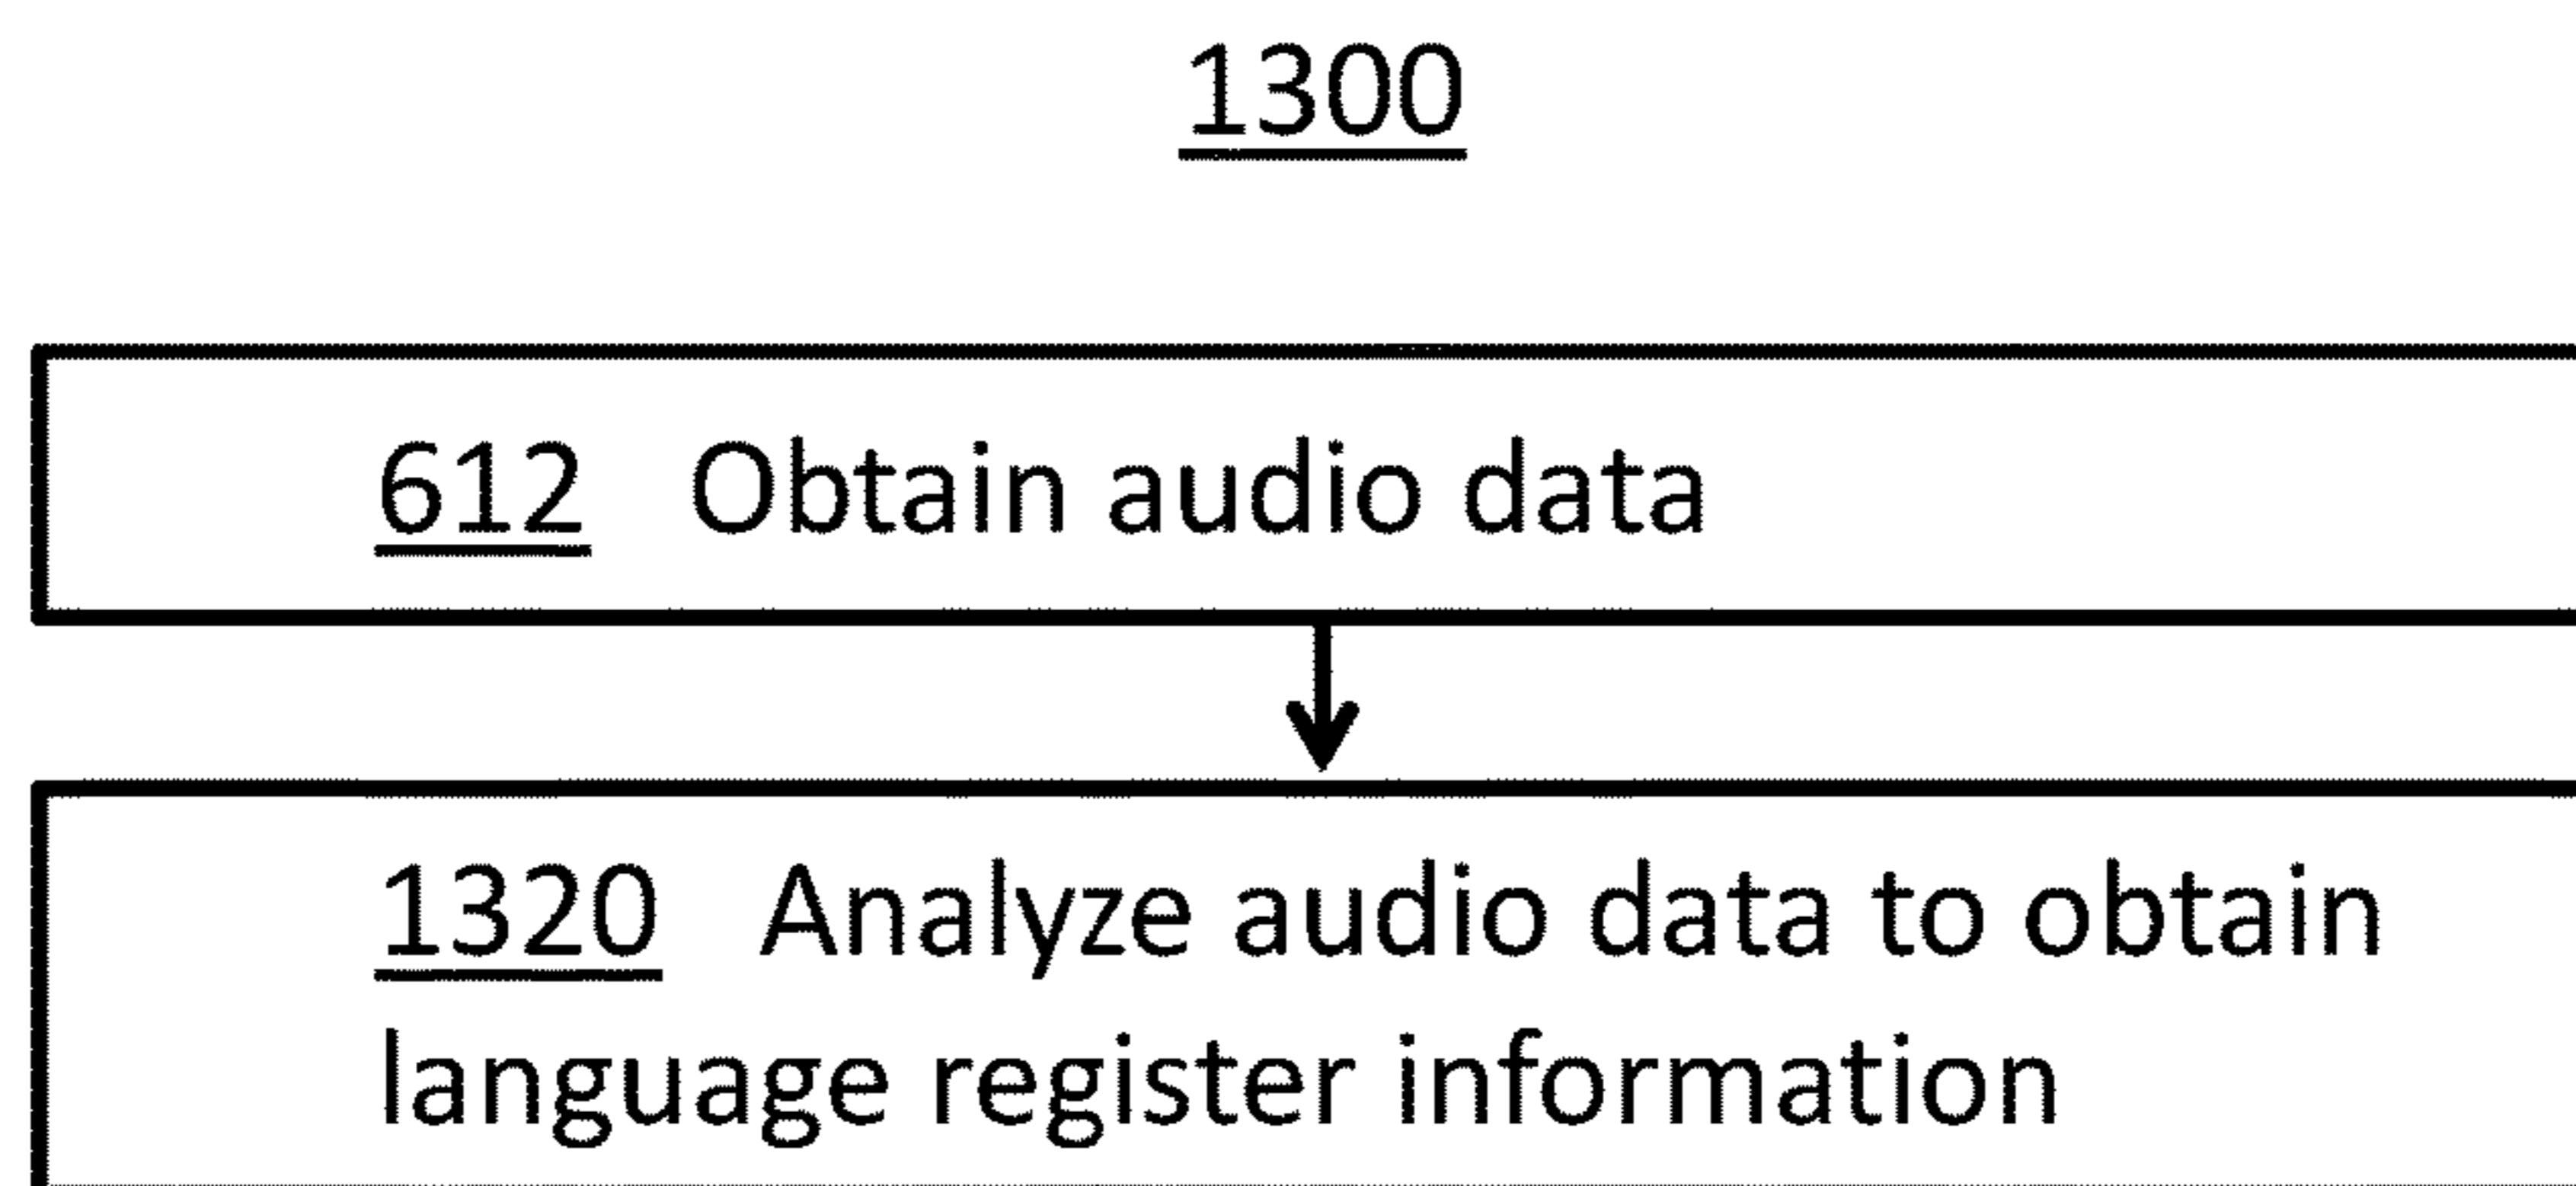 1300
612 Obtain audio data
1320 Analyze audio data to obtain
language register information